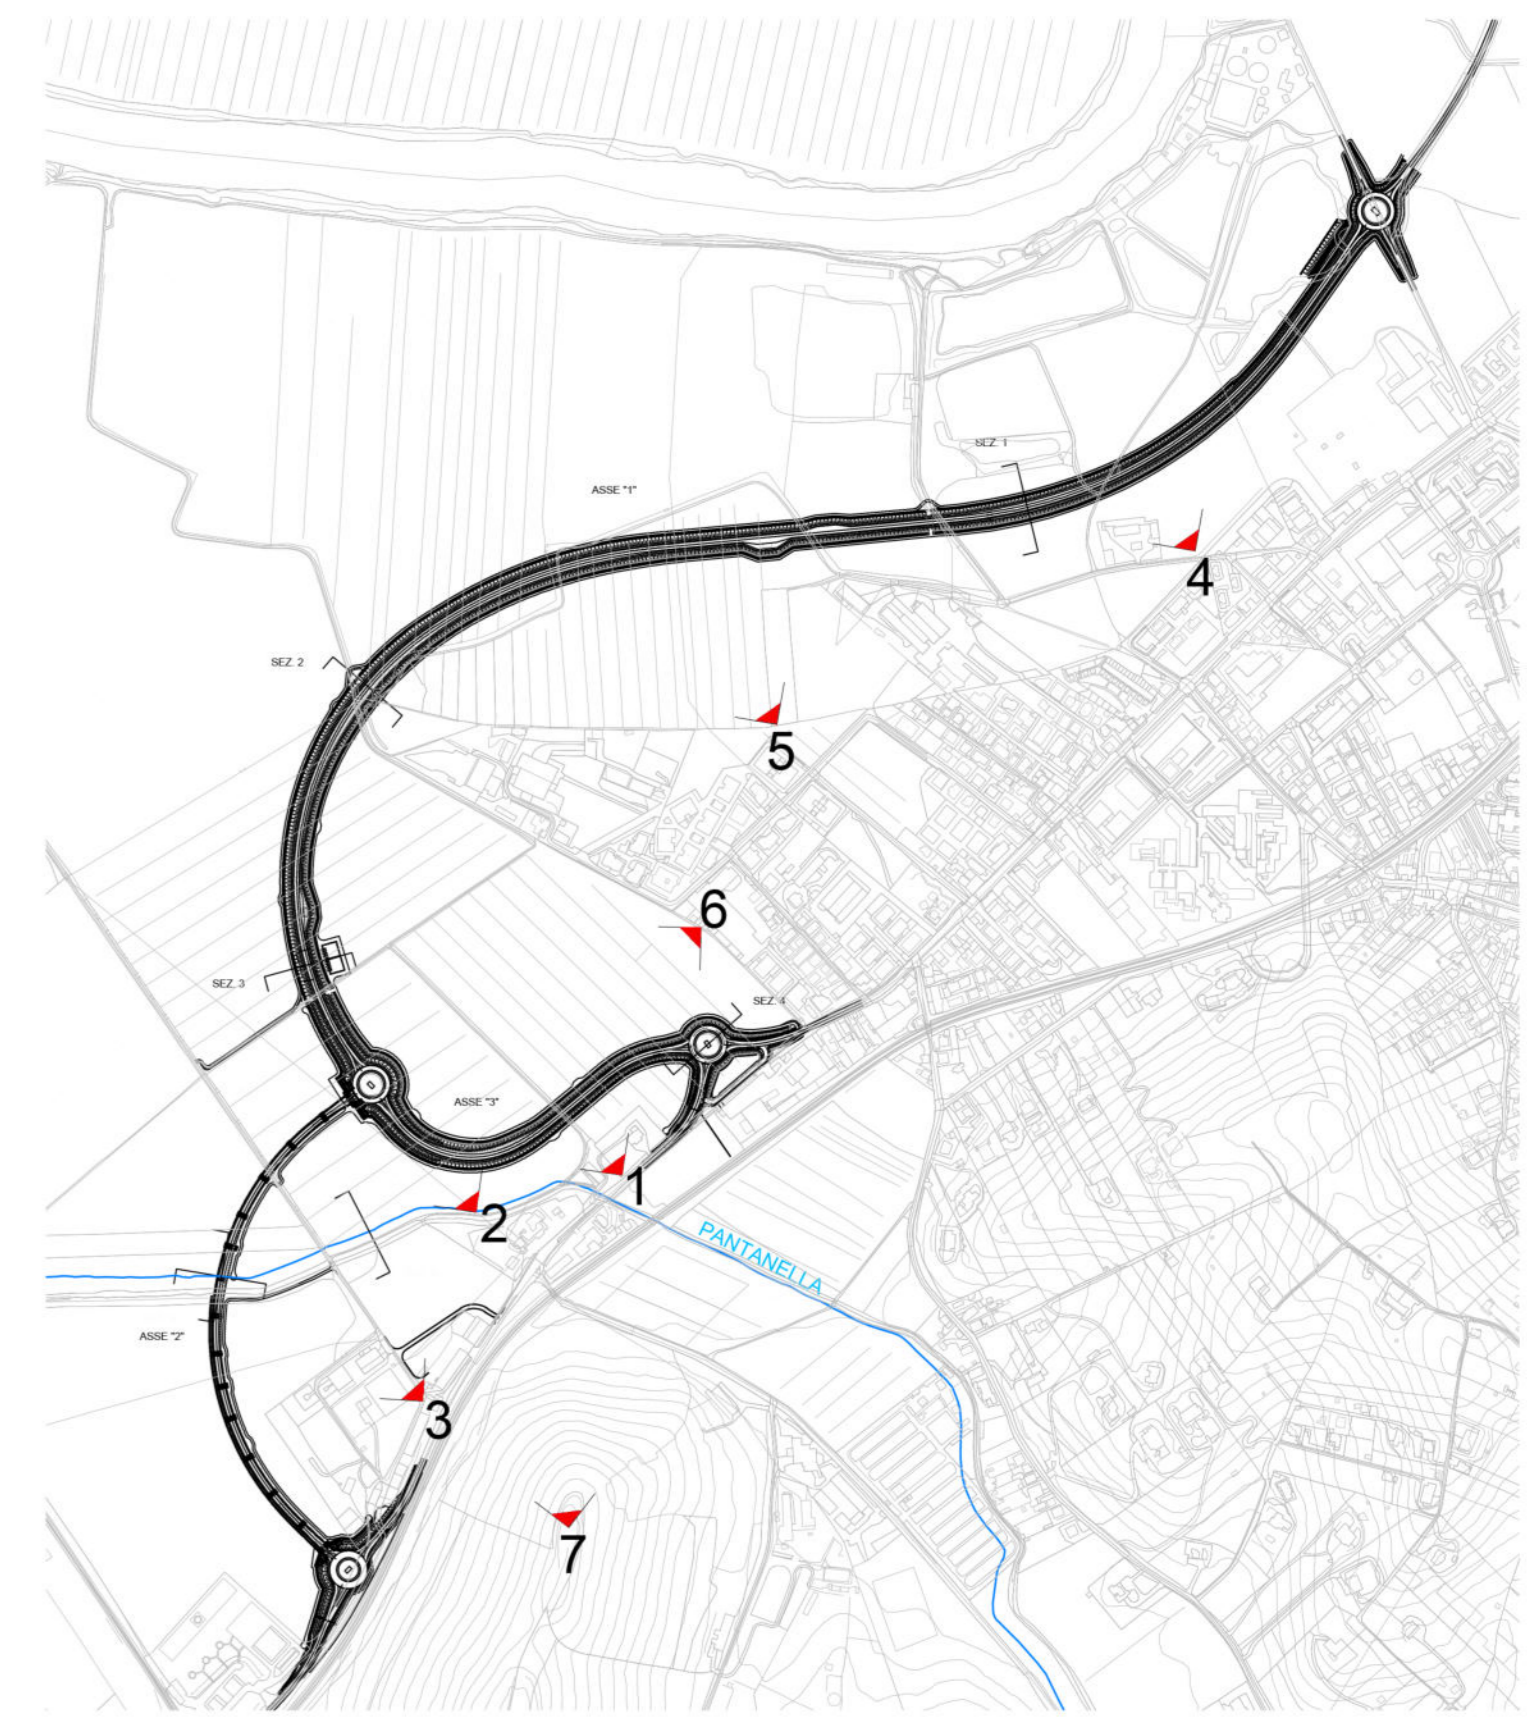 SEZ. 1
ASSE "1"
4
SEZ. 2
5
6
SEZ. 3
SEZ. 4
ASSE "3"
1
2
PANTANELLA
ASSE "2"
3
7